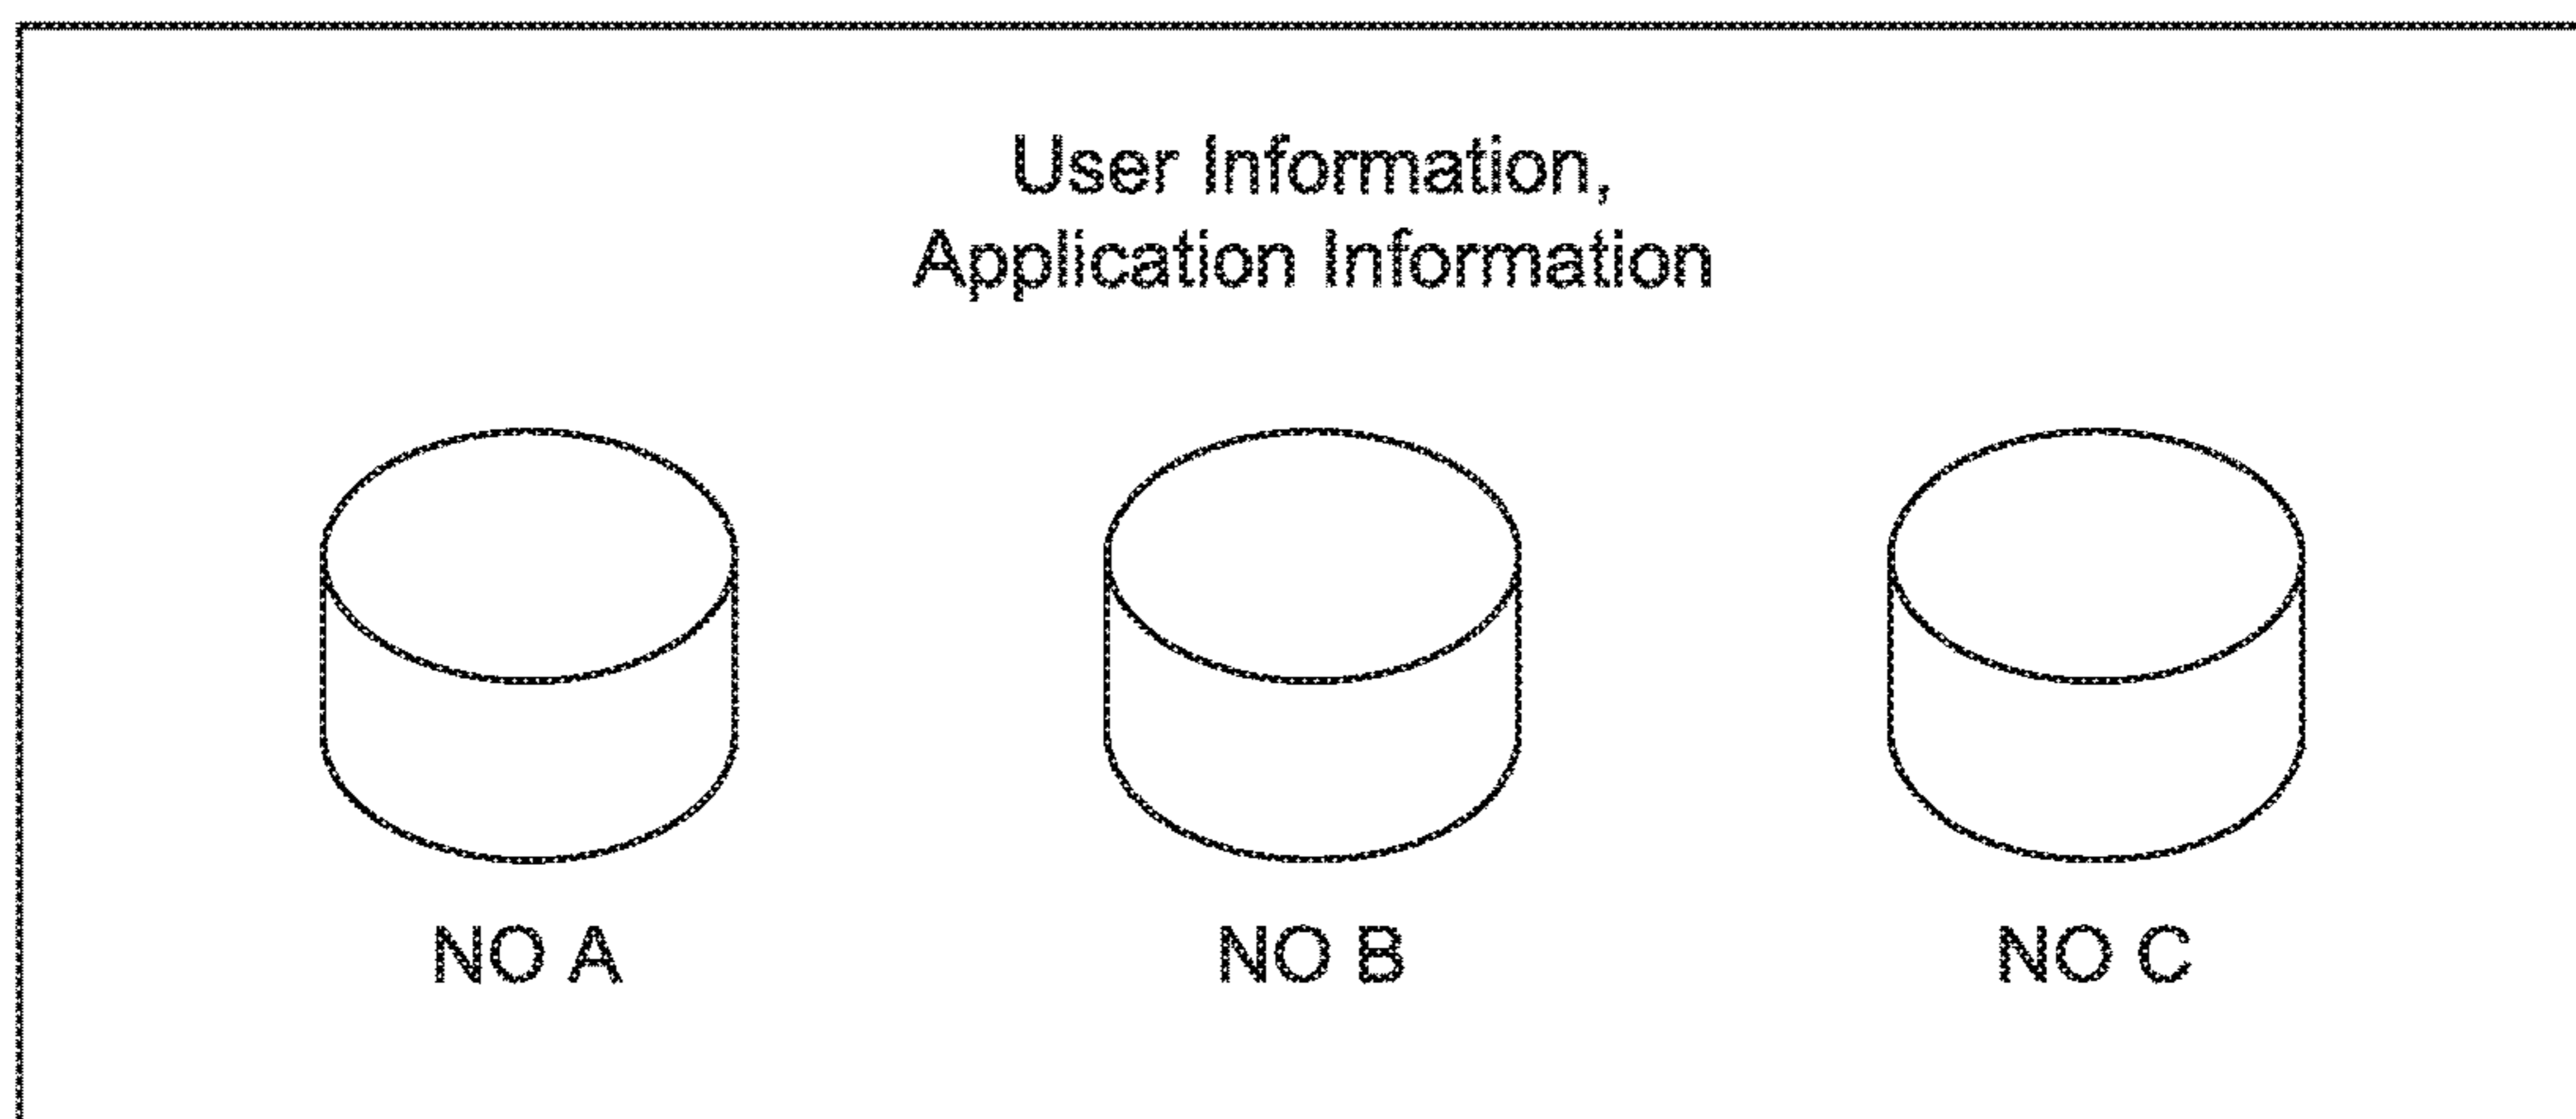 User Information,
Application Information
NO A
NO B
NO C